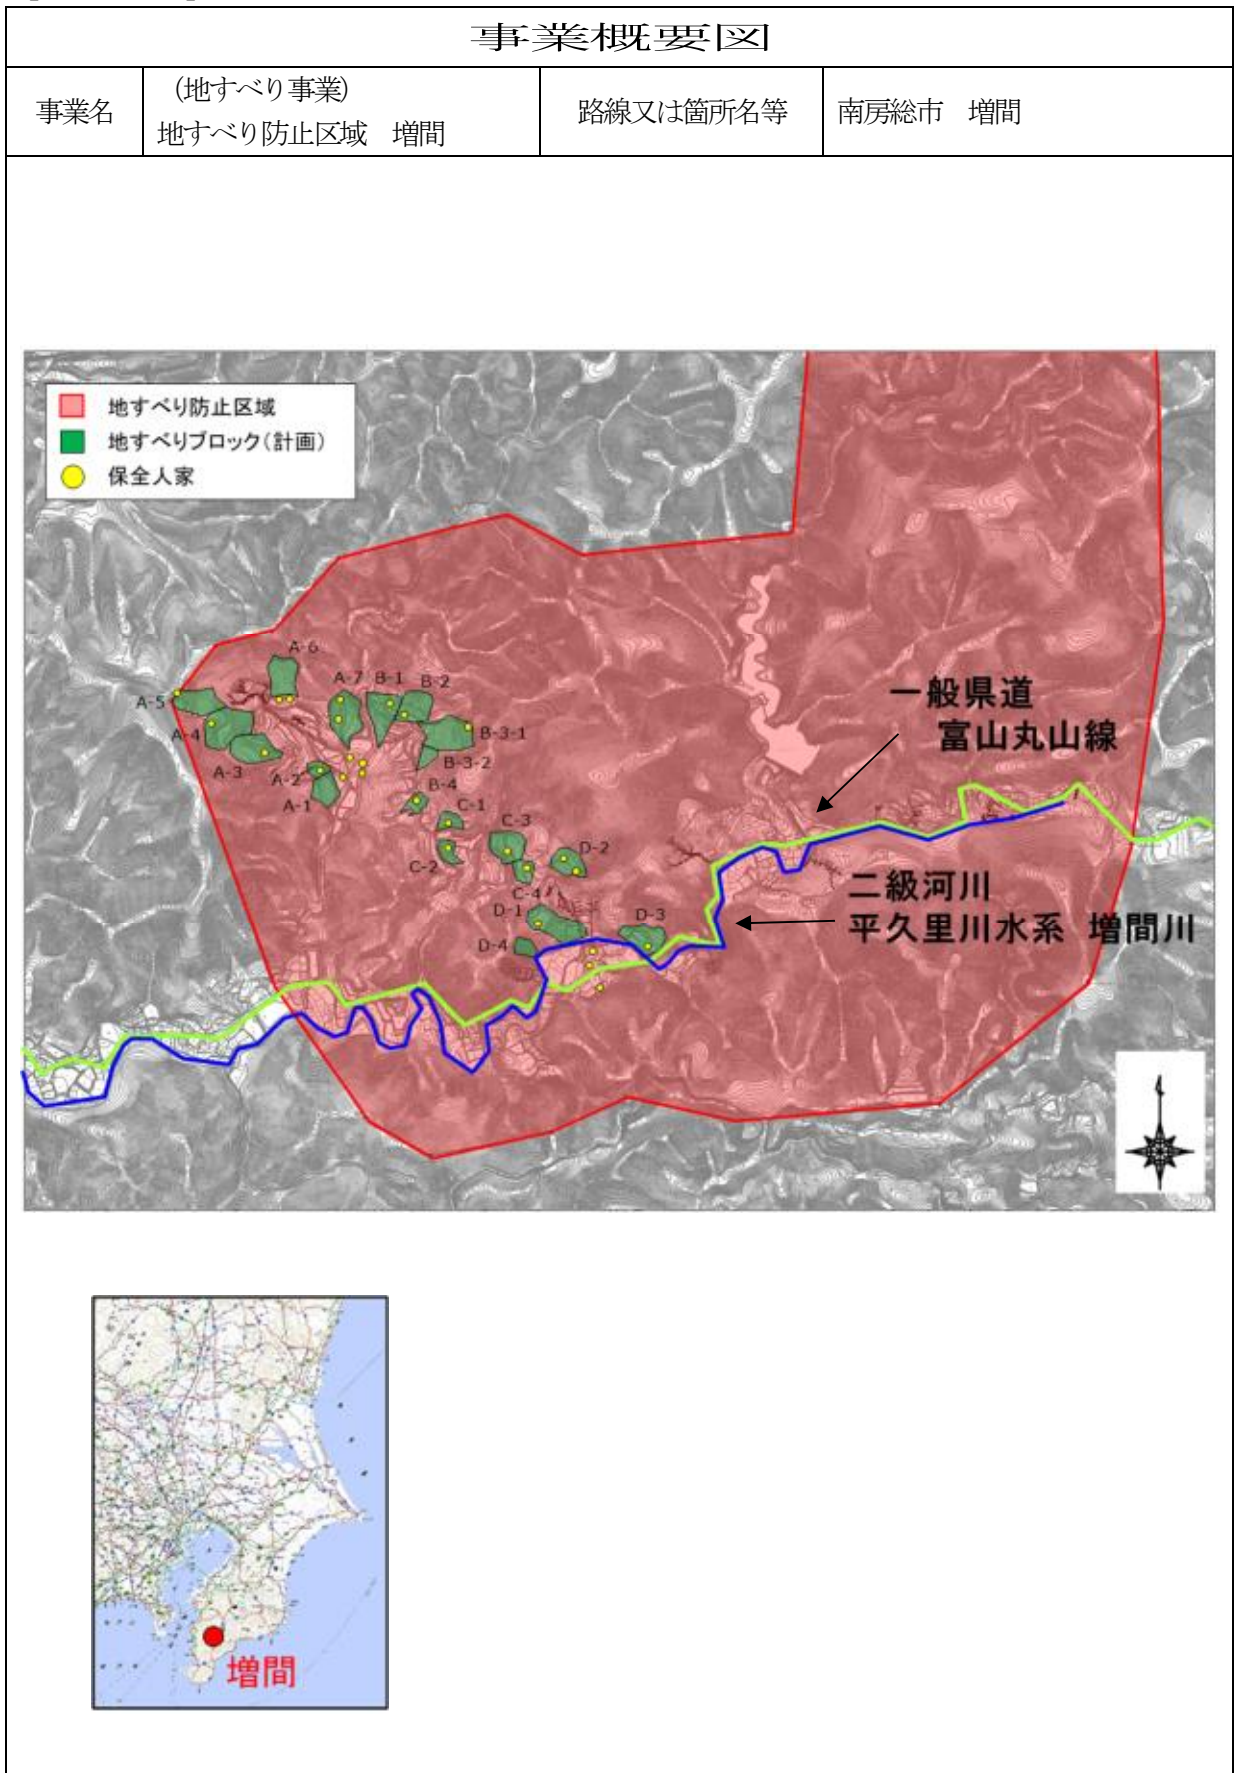 事業概要図
事業名
（地すべり事業）
地すべり防止区域　増間
路線又は箇所名等
南房総市　増間
地すべり防止区域
地すべりブロック（計画）
保全人家
A-6
A-7
B-1
B-2
A-5
A-4
B-3-1
A-3
A-2
B-3-2
A-1
B-4
C-1
C-3
C-2
D-2
C-4
D-1
D-3
D-4
一般県道
富山丸山線
二級河川
平久里川水系　増間川
増間